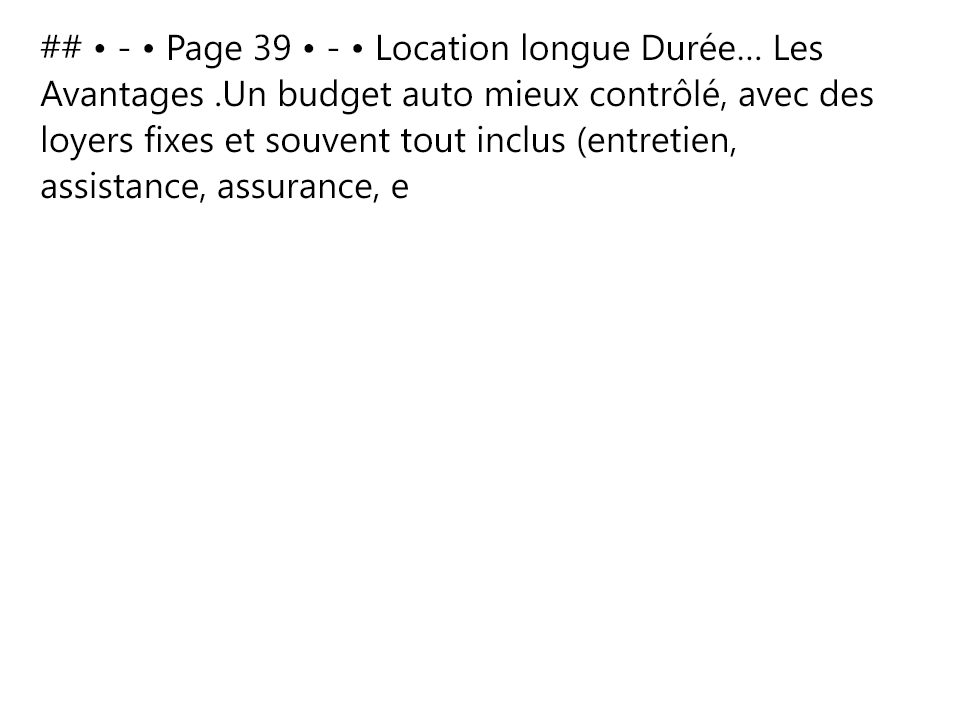 ## • - • Page 39 • - • Location longue Durée... Les
Avantages .Un budget auto mieux contrôlé, avec des
loyers fixes et souvent tout inclus (entretien,
assistance, assurance, e